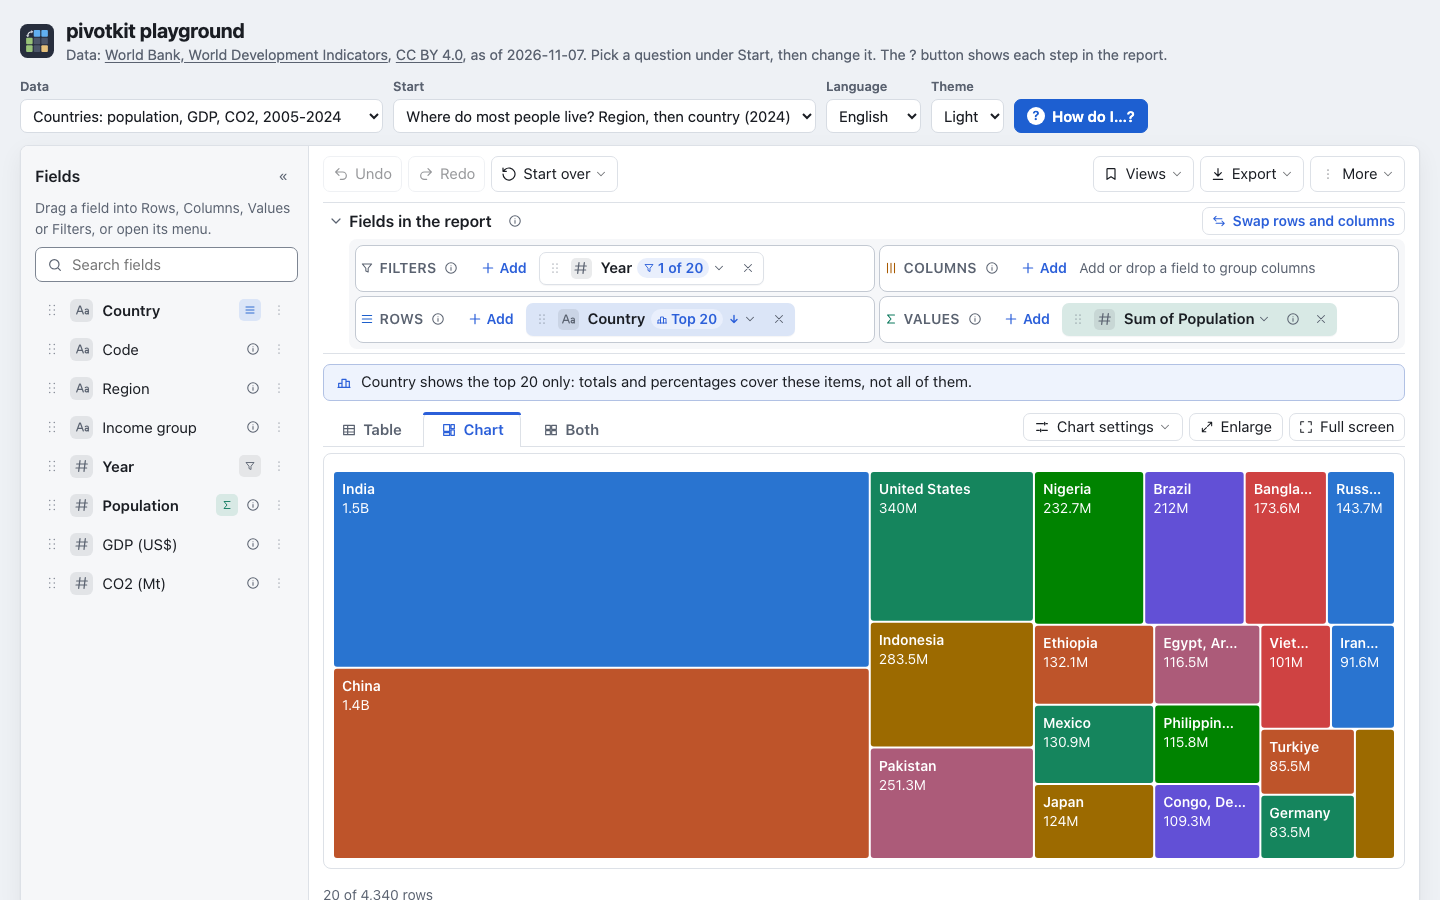 pivotkit playground
Data: World Bank, World Development Indicators, CC BY 4.0, as of 2026-11-07. Pick a question under Start, then change it. The ? button shows each step in the report.
Data
Start
Language
Theme
Countries: population, GDP, CO2, 2005-2024
Where do most people live? Region, then country (2024)
English
Light
? How do I...?
Fields
«
Drag a field into Rows, Columns, Values
or Filters, or open its menu.
Search fields
Aa Country
Aa Code
Aa Region
Aa Income group
# Year
# Population Σ
# GDP (US$)
# CO2 (Mt)
Undo
Redo
Start over
Views
Export
More
Fields in the report
Swap rows and columns
FILTERS
+ Add
# Year 1 of 20
COLUMNS
+ Add
Add or drop a field to group columns
ROWS
+ Add
Aa Country Top 20
Σ VALUES
+ Add
# Sum of Population
Country shows the top 20 only: totals and percentages cover these items, not all of them.
Table
Chart
Both
Chart settings
Enlarge
Full screen
India
1.5B
China
1.4B
United States
340M
Indonesia
283.5M
Pakistan
251.3M
Nigeria
232.7M
Brazil
212M
Bangla...
173.6M
Russ...
143.7M
Ethiopia
132.1M
Egypt, Ar...
116.5M
Viet...
101M
Iran...
91.6M
Mexico
130.9M
Philippin...
115.8M
Turkiye
85.5M
Japan
124M
Congo, De...
109.3M
Germany
83.5M
20 of 4,340 rows